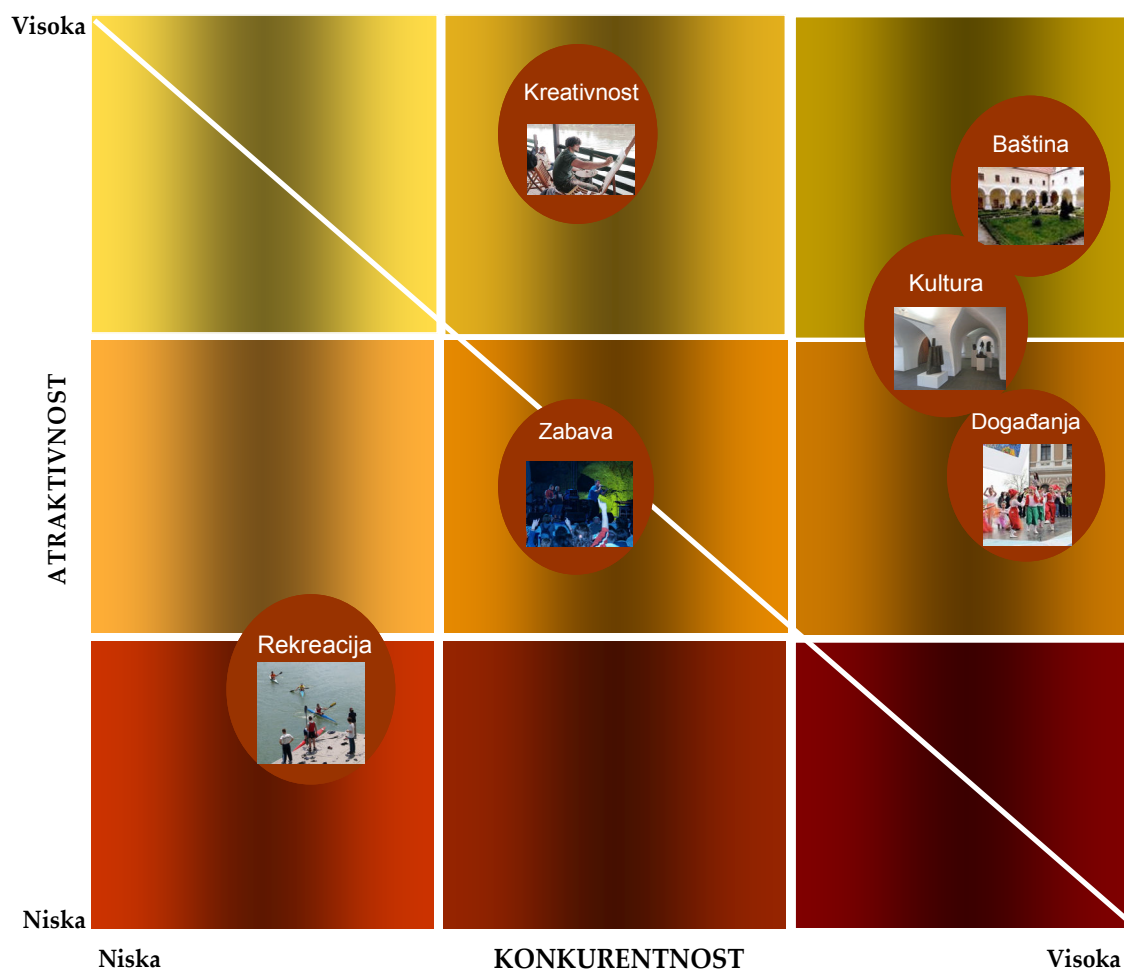 Visoka
Kreativnost
Baština
Kultura
Događanja
Zabava
ATRAKTIVNOST
Rekreacija
Niska
Niska
KONKURENTNOST
Visoka